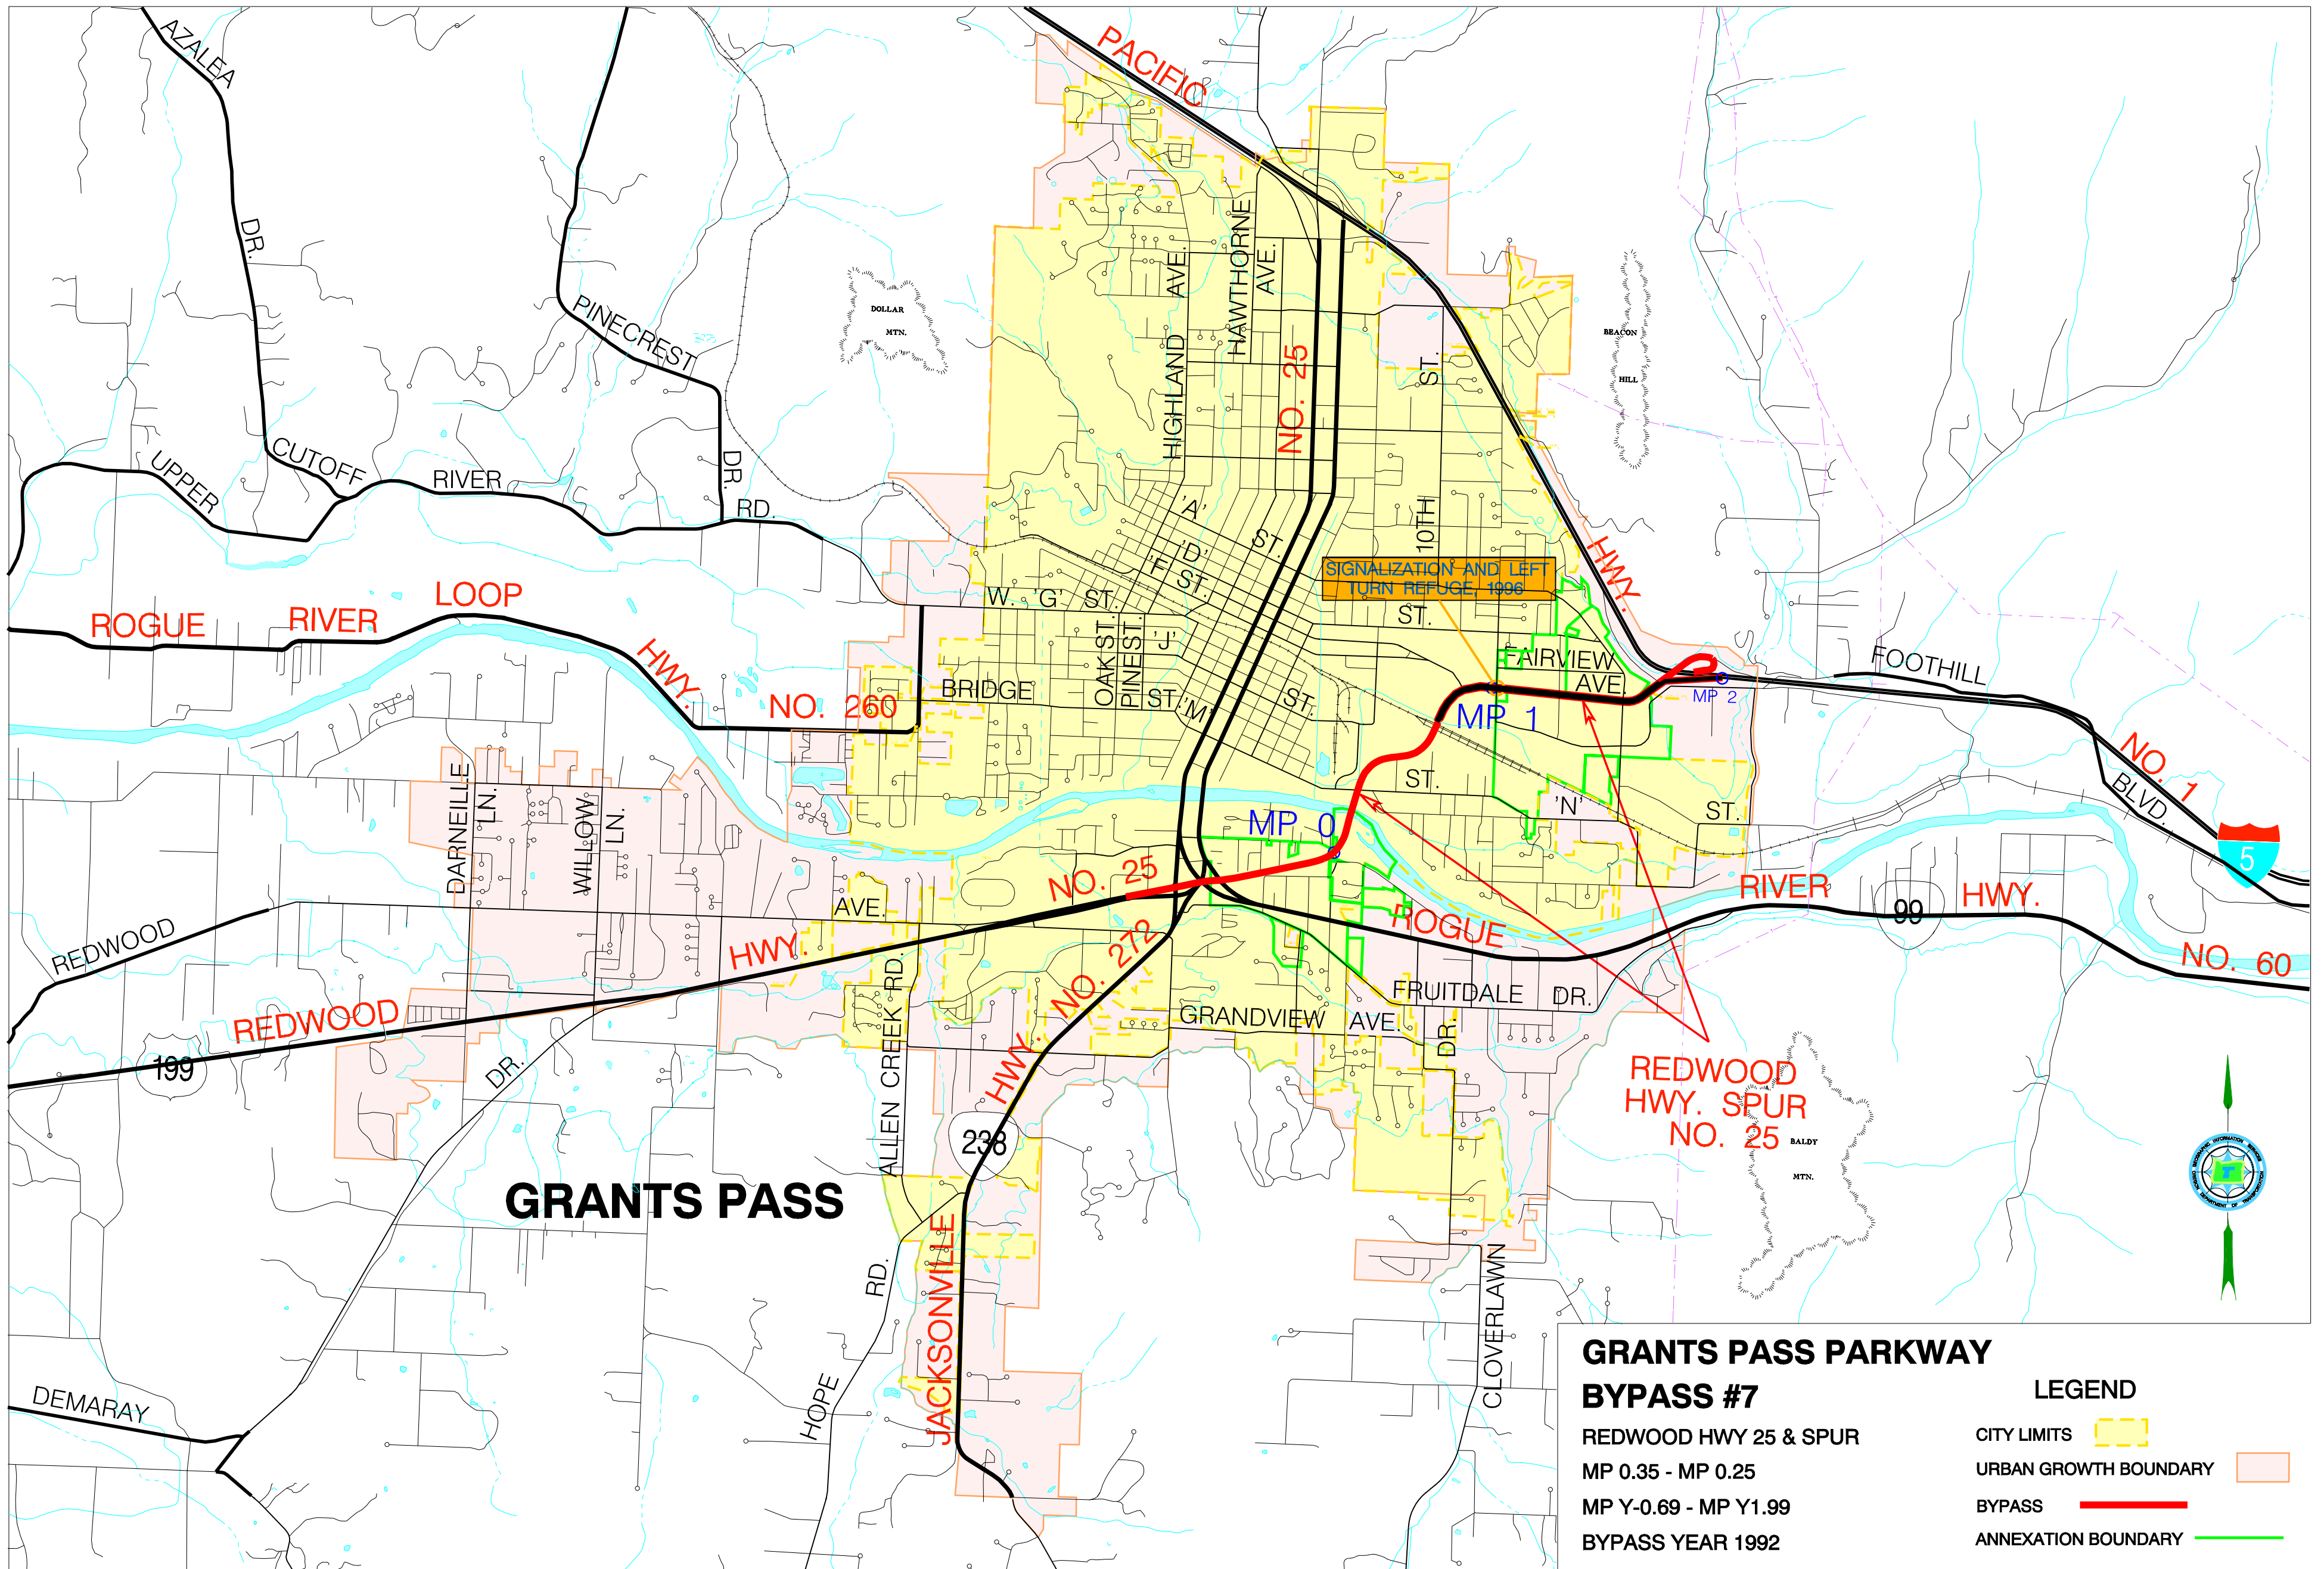 AZALEA
DR.
PACIFIC
PINECREST
DR.
DOLLAR
MTN.
HIGHLAND AVE.
HAWTHORNE
AVE.
NO. 25
ST.
10TH
BEACON
HILL
UPPER
CUTOFF
RIVER
RD.
'A' ST.
'D'
'F' ST.
SIGNALIZATION AND LEFT
TURN REFUGE, 1996
HWY.
ROGUE RIVER LOOP
HWY.
NO. 260
W. 'G' ST.
OAK ST.
PINE ST.
'J'
ST.
BRIDGE
ST.
'M'
ST.
FAIRVIEW
AVE.
MP 1
MP 2
FOOTHILL
BLVD.
NO. 1
5
DARNEILLE
LN.
WILLOW
LN.
MP 0
ST.
'N'
ST.
REDWOOD
AVE.
NO. 25
HWY.
REDWOOD
199
ROGUE
RIVER
99
HWY.
NO. 60
HWY. NO. 272
ALLEN CREEK RD.
GRANDVIEW AVE.
FRUITDALE DR.
DR.
DR.
REDWOOD
HWY. SPUR
NO. 25
BALDY
MTN.
238
GRANTS PASS
JACKSONVILLE
HOPE
RD.
CLOVERLAWN
DEMARAY
GRANTS PASS PARKWAY
BYPASS #7
REDWOOD HWY 25 & SPUR
MP 0.35 - MP 0.25
MP Y-0.69 - MP Y1.99
BYPASS YEAR 1992
LEGEND
CITY LIMITS
URBAN GROWTH BOUNDARY
BYPASS
ANNEXATION BOUNDARY